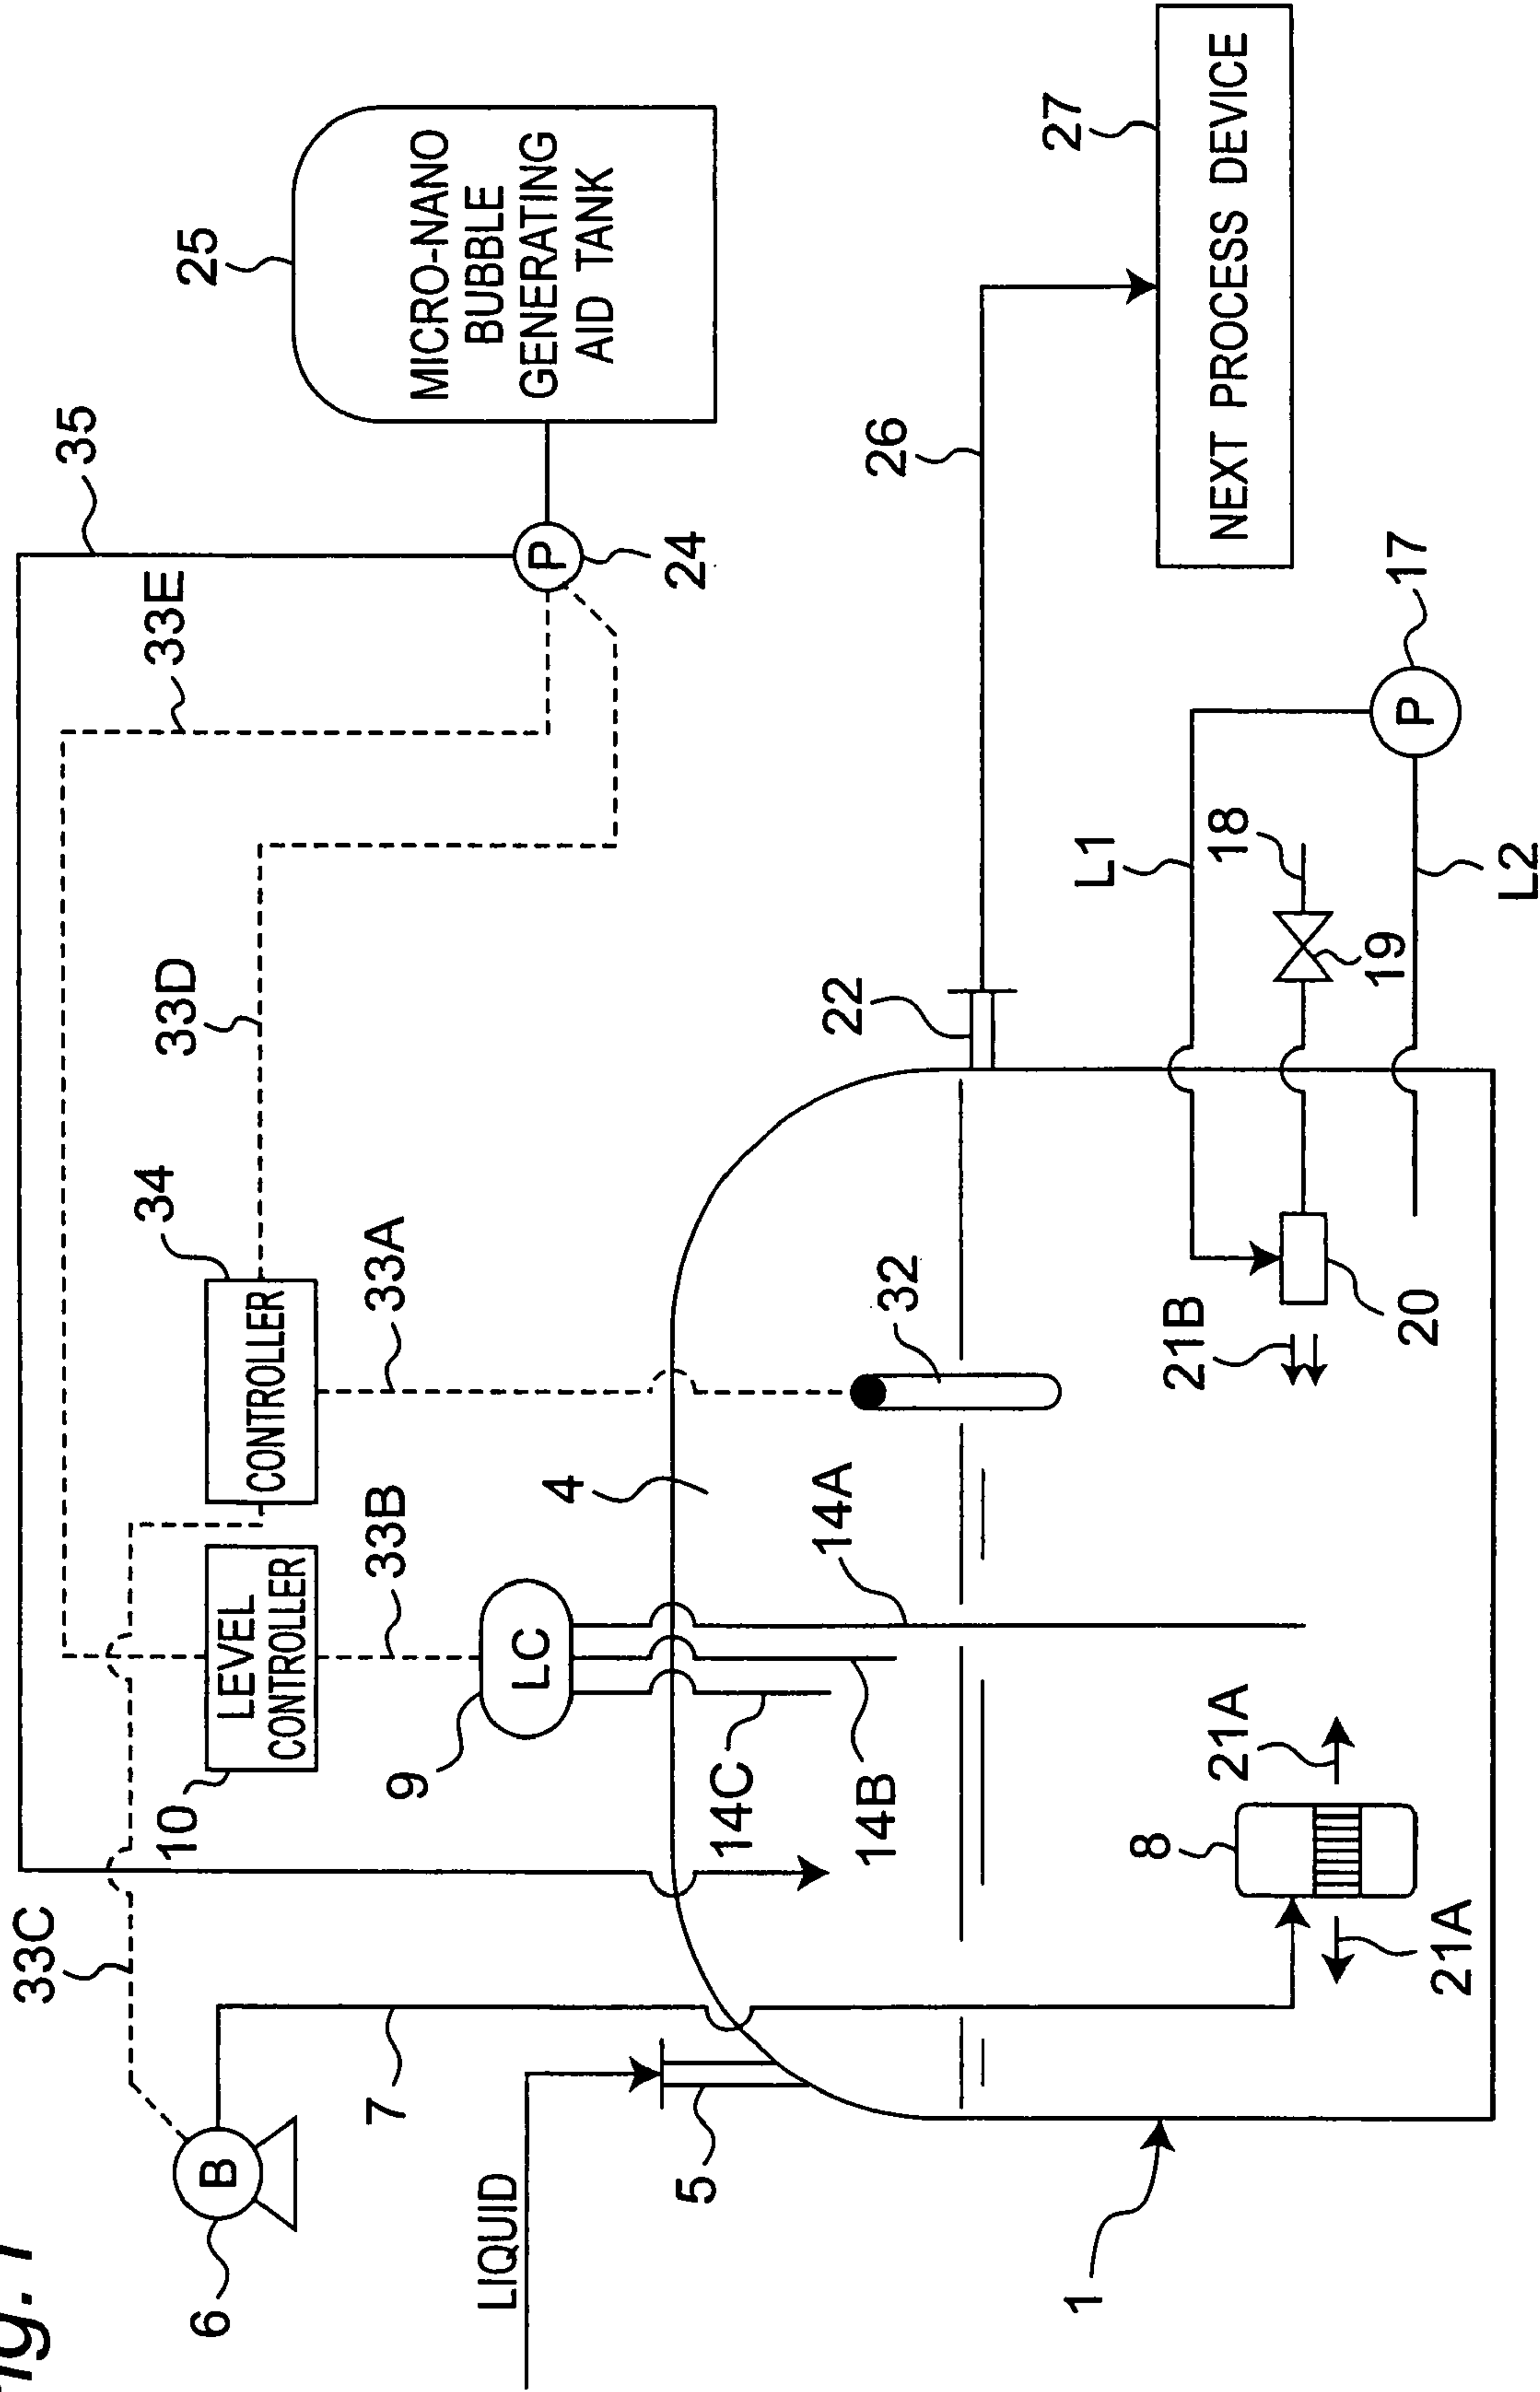 Fig. 1
35
33E
33C
33D
34
25
MICRO-NANO
BUBBLE
GENERATING
AID TANK
6
B
10
LEVEL
CONTROLLER
CONTROLLER
33B
33A
P
24
9
LC
LIQUID
7
5
4
14C
14B
14A
32
22
26
27
NEXT PROCESS DEVICE
1
8
21A
21A
21B
20
L1
18
19
17
P
L2